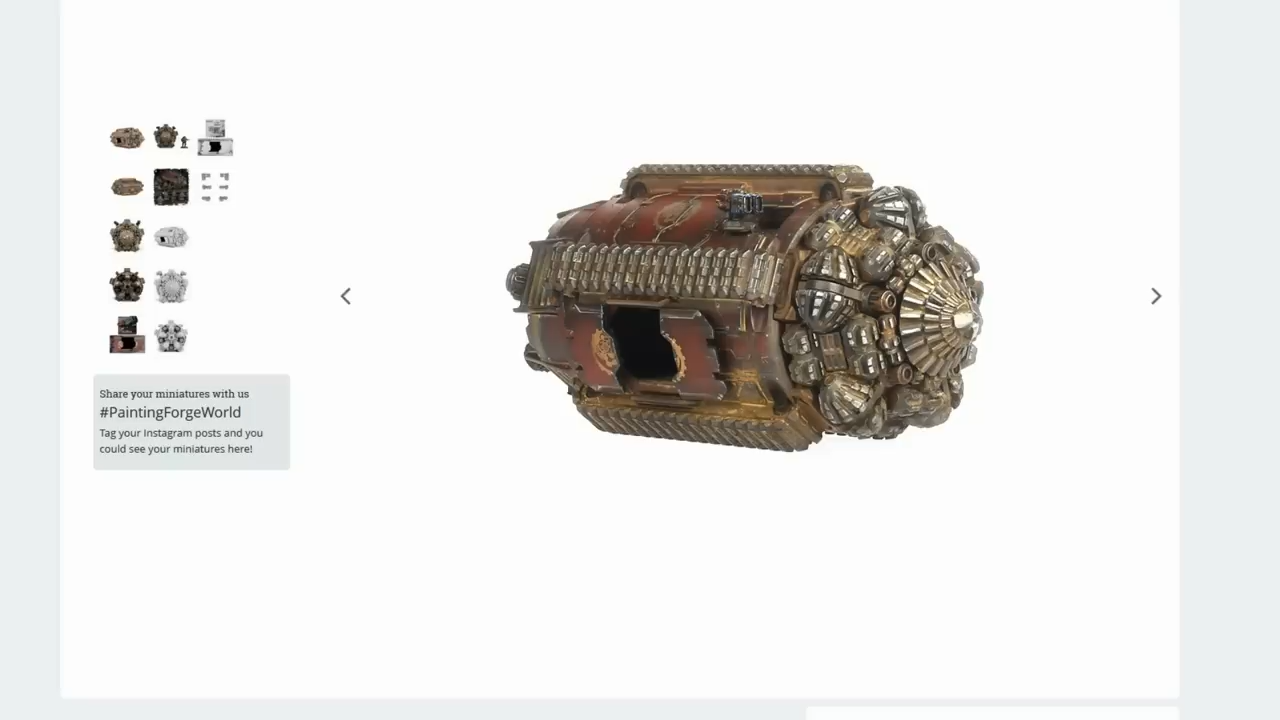 Share your miniatures with us
#PaintingForgeWorld
Tag your Instagram posts and you
could see your miniatures here!